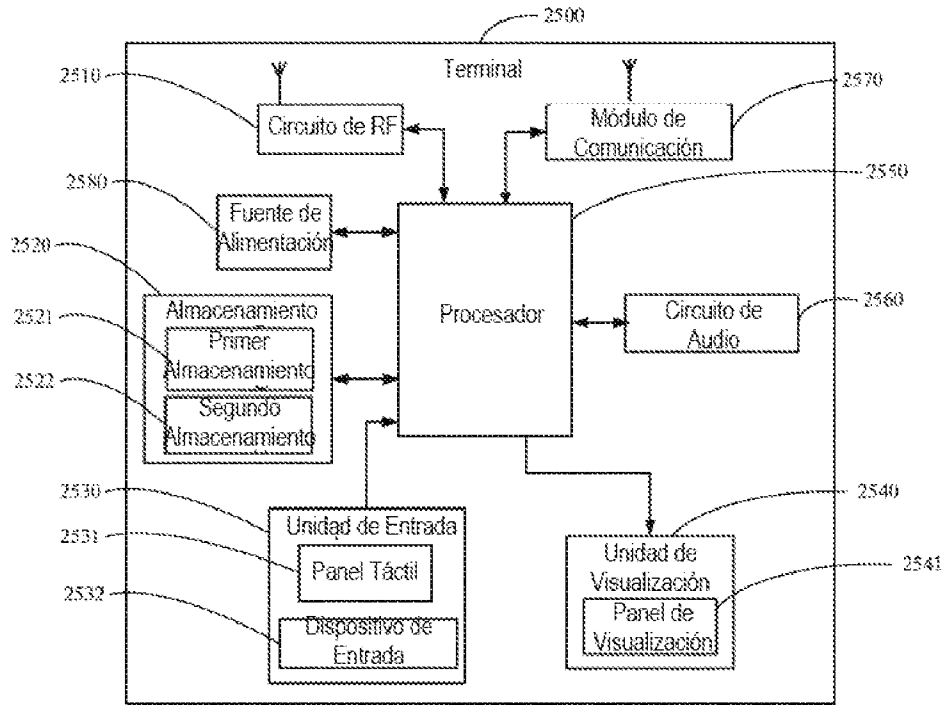 2500
Terminal
2510
Circuito de RF
2570
Módulo de
Comunicación
2580
Fuente de
Alimentación
2550
Procesador
2520
Almacenamiento
2521
Primer
Almacenamiento
2522
Segundo
Almacenamiento
2560
Circuito de
Audio
2530
Unidad de Entrada
2531
Panel Táctil
2532
Dispositivo de
Entrada
2540
Unidad de
Visualización
2541
Panel de
Visualización